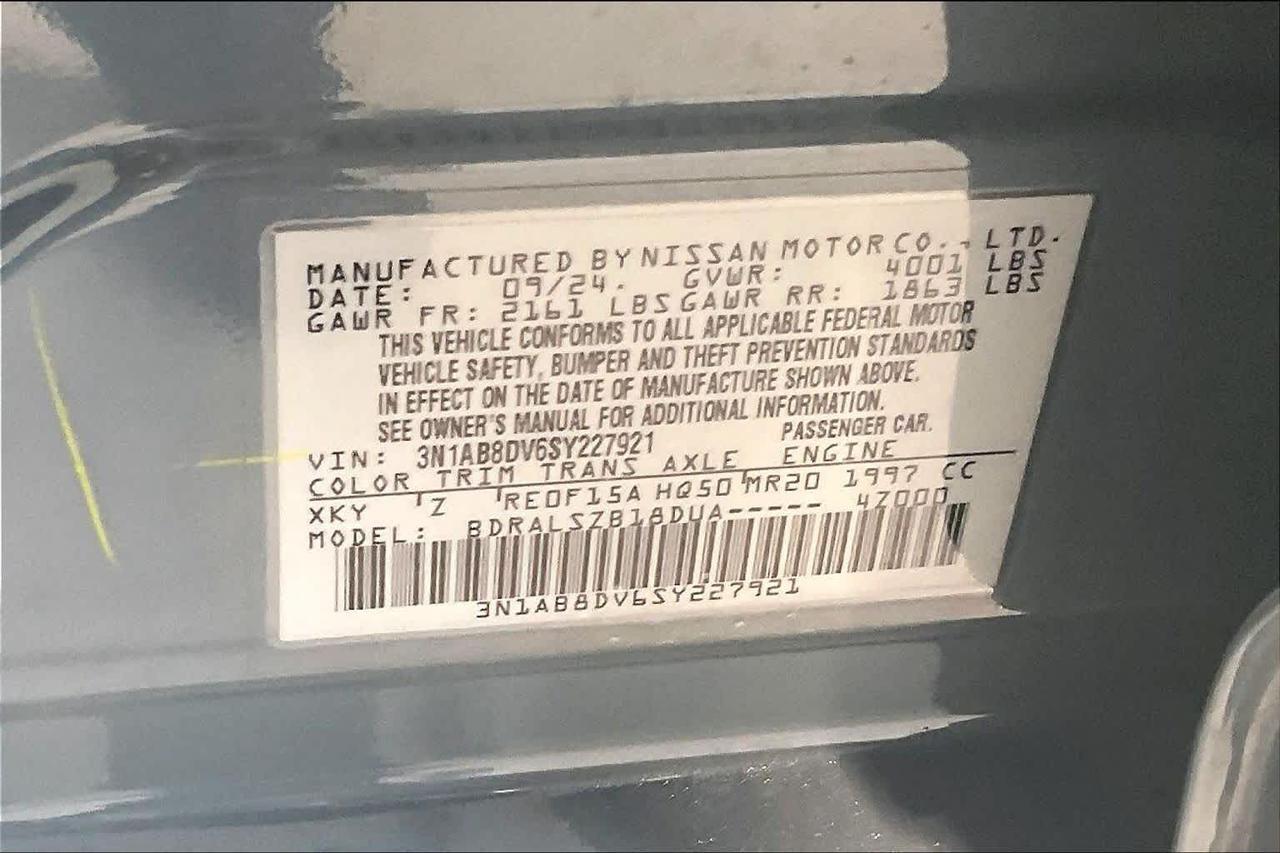 MANUFACTURED BY NISSAN MOTOR CO., LTD.
DATE: 09/24. GVWR: 4001 LBS
GAWR FR: 2161 LBS GAWR RR: 1863 LBS
THIS VEHICLE CONFORMS TO ALL APPLICABLE FEDERAL MOTOR
VEHICLE SAFETY, BUMPER AND THEFT PREVENTION STANDARDS
IN EFFECT ON THE DATE OF MANUFACTURE SHOWN ABOVE.
SEE OWNER'S MANUAL FOR ADDITIONAL INFORMATION.
VIN: 3N1AB8DV6SY227921 PASSENGER CAR.
COLOR TRIM TRANS AXLE ENGINE
XKY Z RE0F15A HQ50 MR20 1997 CC
MODEL: BDRALSZB18DUA----- 4Z000
3N1AB8DV6SY227921